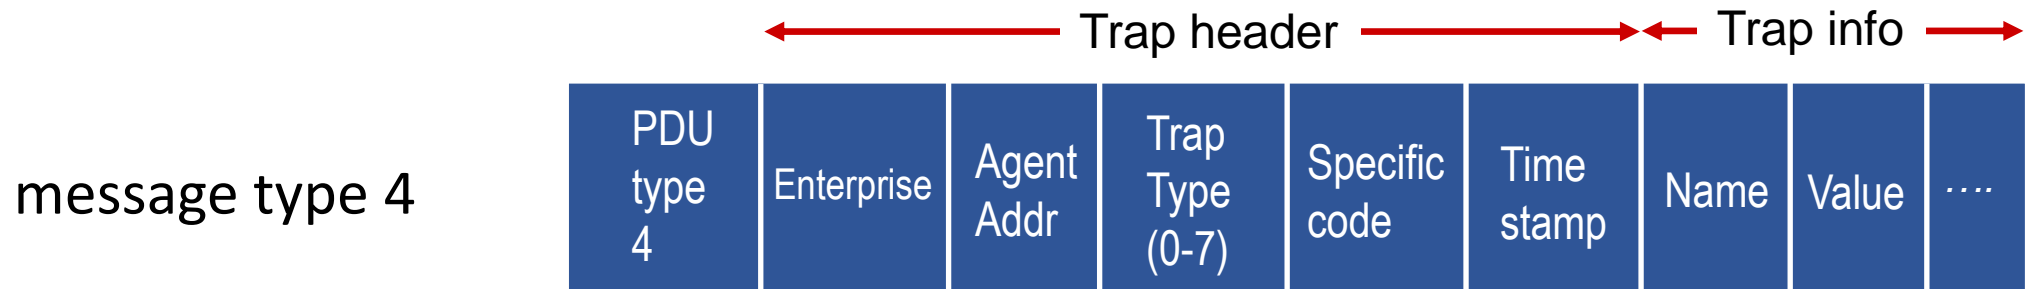 Trap header
Trap info
message type 4
PDU
type
4
Enterprise
Agent
Addr
Trap
Type
(0-7)
Specific
code
Time
stamp
Name
Value
....